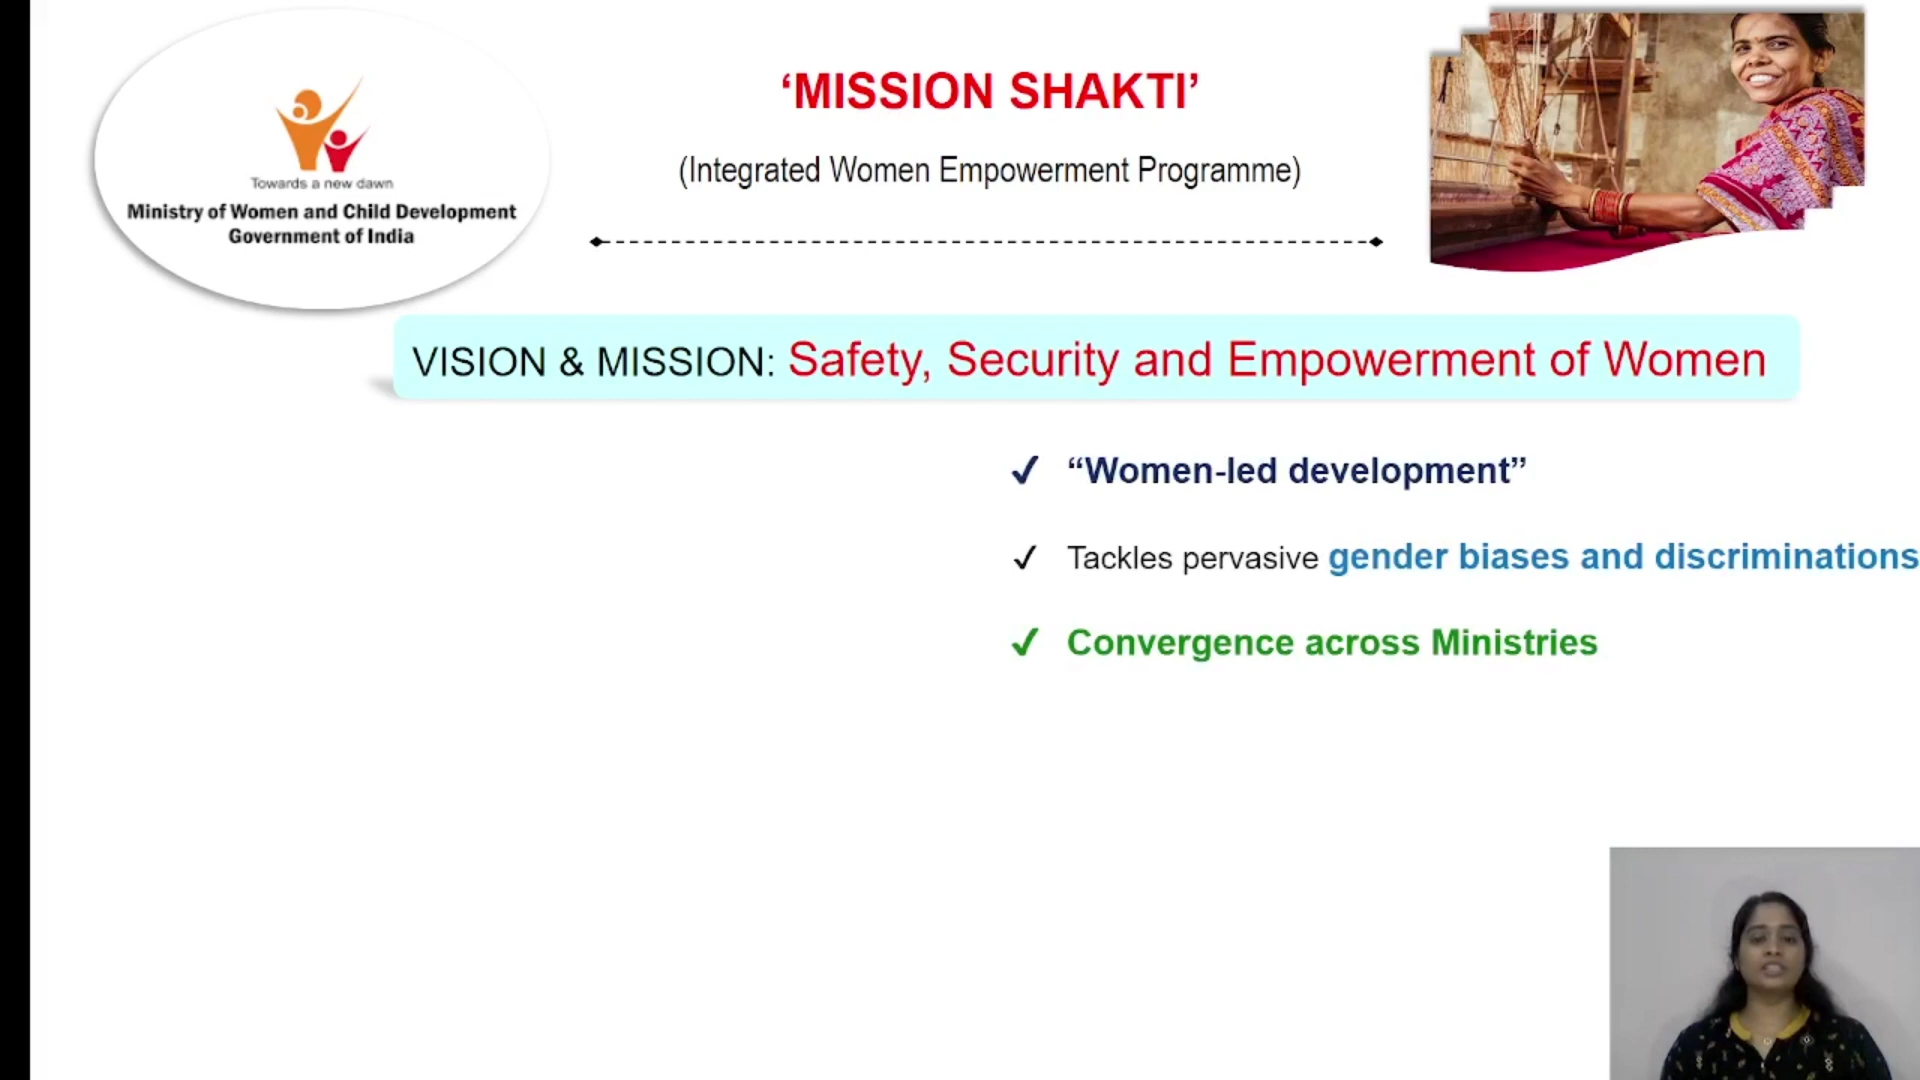 Towards a new dawn
Ministry of Women and Child Development
Government of India
‘MISSION SHAKTI’
(Integrated Women Empowerment Programme)
VISION & MISSION: Safety, Security and Empowerment of Women
✓ “Women-led development”
✓ Tackles pervasive gender biases and discriminations
✓ Convergence across Ministries